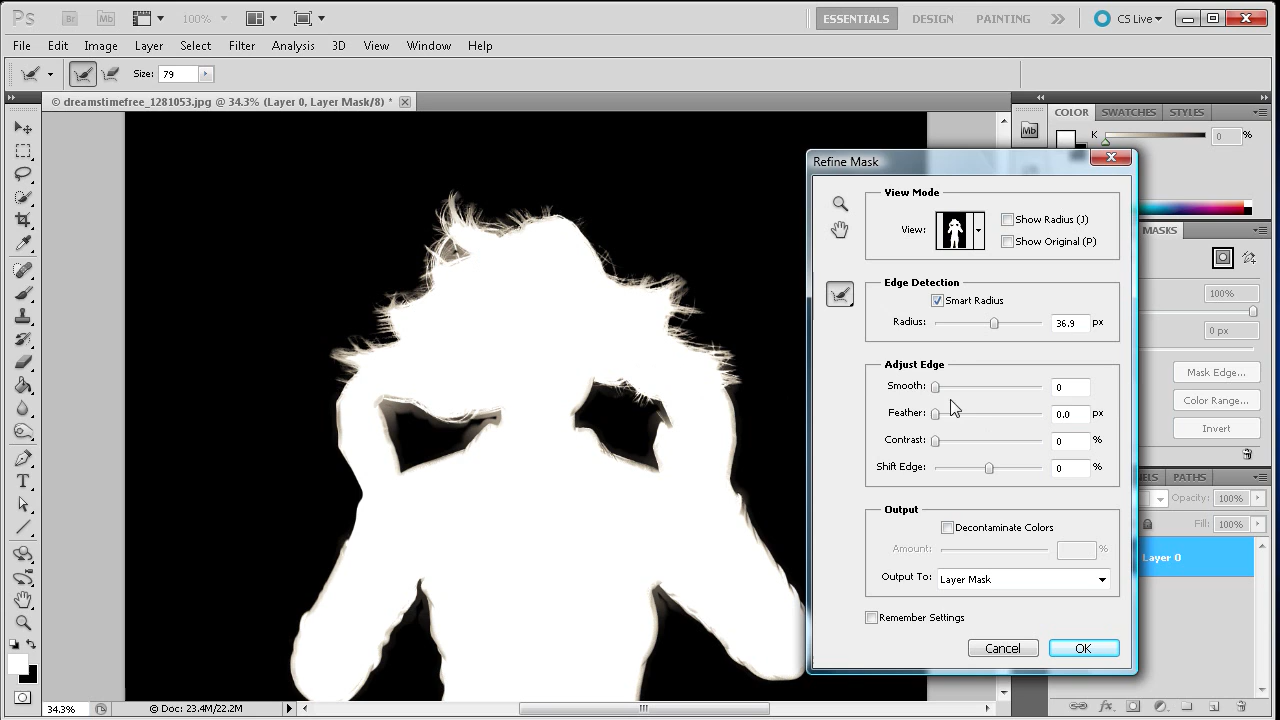 Ps Br Mb 100% ESSENTIALS DESIGN PAINTING CS Live
File Edit Image Layer Select Filter Analysis 3D View Window Help
Size: 79
© dreamstimefree_1281053.jpg @ 34.3% (Layer 0, Layer Mask/8) *
COLOR SWATCHES STYLES
Mb K 0 %
Refine Mask
View Mode
View: Show Radius (J)
Show Original (P)
MASKS
Edge Detection
Smart Radius
Radius: 36.9 px
100%
0 px
Adjust Edge
Smooth: 0
Feather: 0.0 px
Contrast: 0 %
Shift Edge: 0 %
Mask Edge...
Color Range...
Invert
PATHS
Opacity: 100%
Fill: 100%
Layer 0
Output
Decontaminate Colors
Amount: %
Output To: Layer Mask
Remember Settings
Cancel OK
34.3% Doc: 23.4M/22.2M
fx